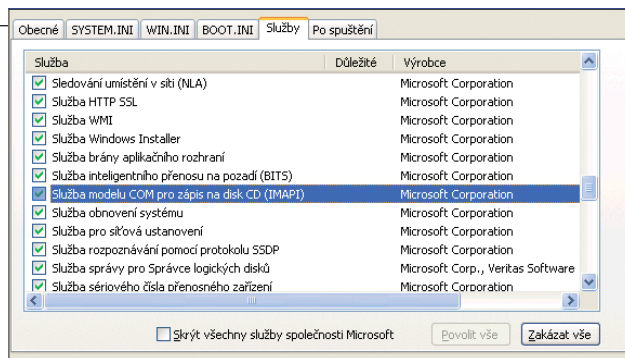 Obecné SYSTEM.INI WIN.INI BOOT.INI Služby Po spuštění
Služba Důležité Výrobce
Sledování umístění v síti (NLA) Microsoft Corporation
Služba HTTP SSL Microsoft Corporation
Služba WMI Microsoft Corporation
Služba Windows Installer Microsoft Corporation
Služba brány aplikačního rozhraní Microsoft Corporation
Služba inteligentního přenosu na pozadí (BITS) Microsoft Corporation
Služba modelu COM pro zápis na disk CD (IMAPI) Microsoft Corporation
Služba obnovení systému Microsoft Corporation
Služba pro síťová ustanovení Microsoft Corporation
Služba rozpoznávání pomocí protokolu SSDP Microsoft Corporation
Služba správy pro Správce logických disků Microsoft Corp., Veritas Software
Služba sériového čísla přenosného zařízení Microsoft Corporation
Skrýt všechny služby společnosti Microsoft Povolit vše Zakázat vše